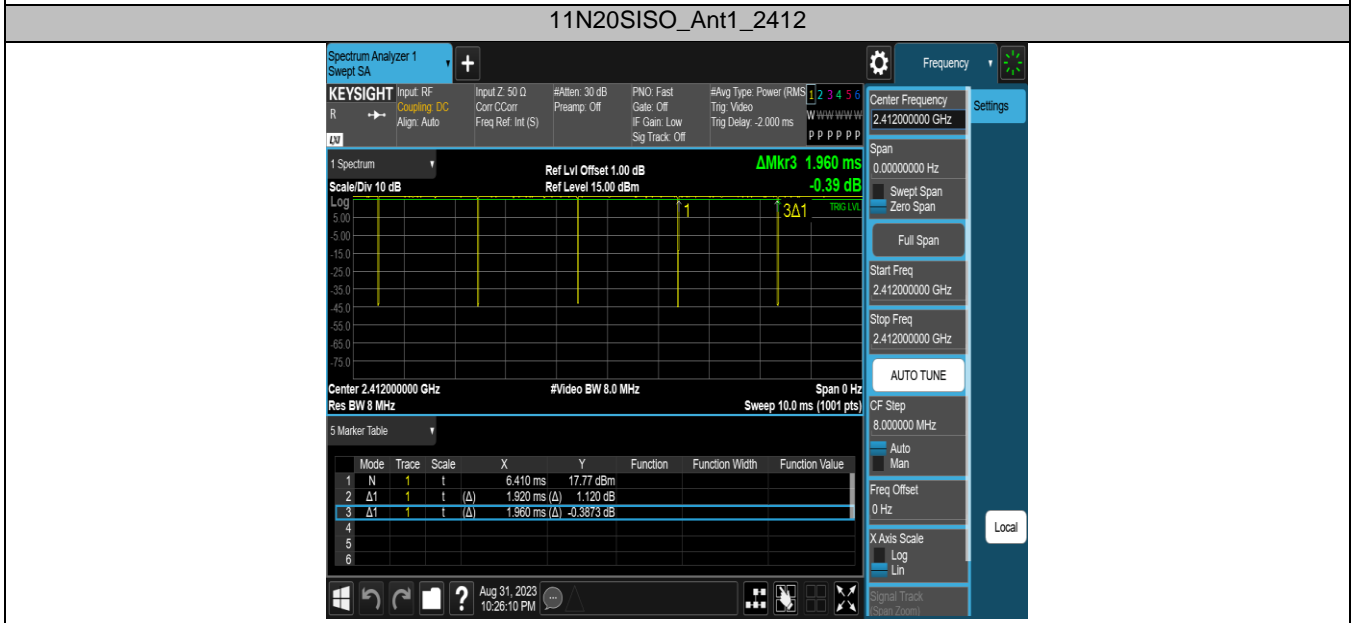 11N20SISO_Ant1_2412
Spectrum Analyzer 1
Swept SA
+
Frequency
KEYSIGHT
R
LXI
Input: RF
Coupling: DC
Align: Auto
Input Z: 50 Ω
Corr CCorr
Freq Ref: Int (S)
#Atten: 30 dB
Preamp: Off
PNO: Fast
Gate: Off
IF Gain: Low
Sig Track: Off
#Avg Type: Power (RMS
Trig: Video
Trig Delay: -2.000 ms
1 2 3 4 5 6
W W W W W W
P P P P P P
1 Spectrum
Scale/Div 10 dB
Ref Lvl Offset 1.00 dB
Ref Level 15.00 dBm
ΔMkr3 1.960 ms
-0.39 dB
Log
5.00
-5.00
-15.0
-25.0
-35.0
-45.0
-55.0
-65.0
-75.0
1
3Δ1
TRIG LVL
Center 2.412000000 GHz
Res BW 8 MHz
#Video BW 8.0 MHz
Span 0 Hz
Sweep 10.0 ms (1001 pts)
5 Marker Table
Mode Trace Scale X Y Function Function Width Function Value
1 N 1 t 6.410 ms 17.77 dBm
2 Δ1 1 t (Δ) 1.920 ms (Δ) 1.120 dB
3 Δ1 1 t (Δ) 1.960 ms (Δ) -0.3873 dB
4
5
6
?
Aug 31, 2023
10:26:10 PM
Center Frequency
2.412000000 GHz
Settings
Span
0.00000000 Hz
Swept Span
Zero Span
Full Span
Start Freq
2.412000000 GHz
Stop Freq
2.412000000 GHz
AUTO TUNE
CF Step
8.000000 MHz
Auto
Man
Freq Offset
0 Hz
X Axis Scale
Log
Lin
Signal Track
(Span Zoom)
Local